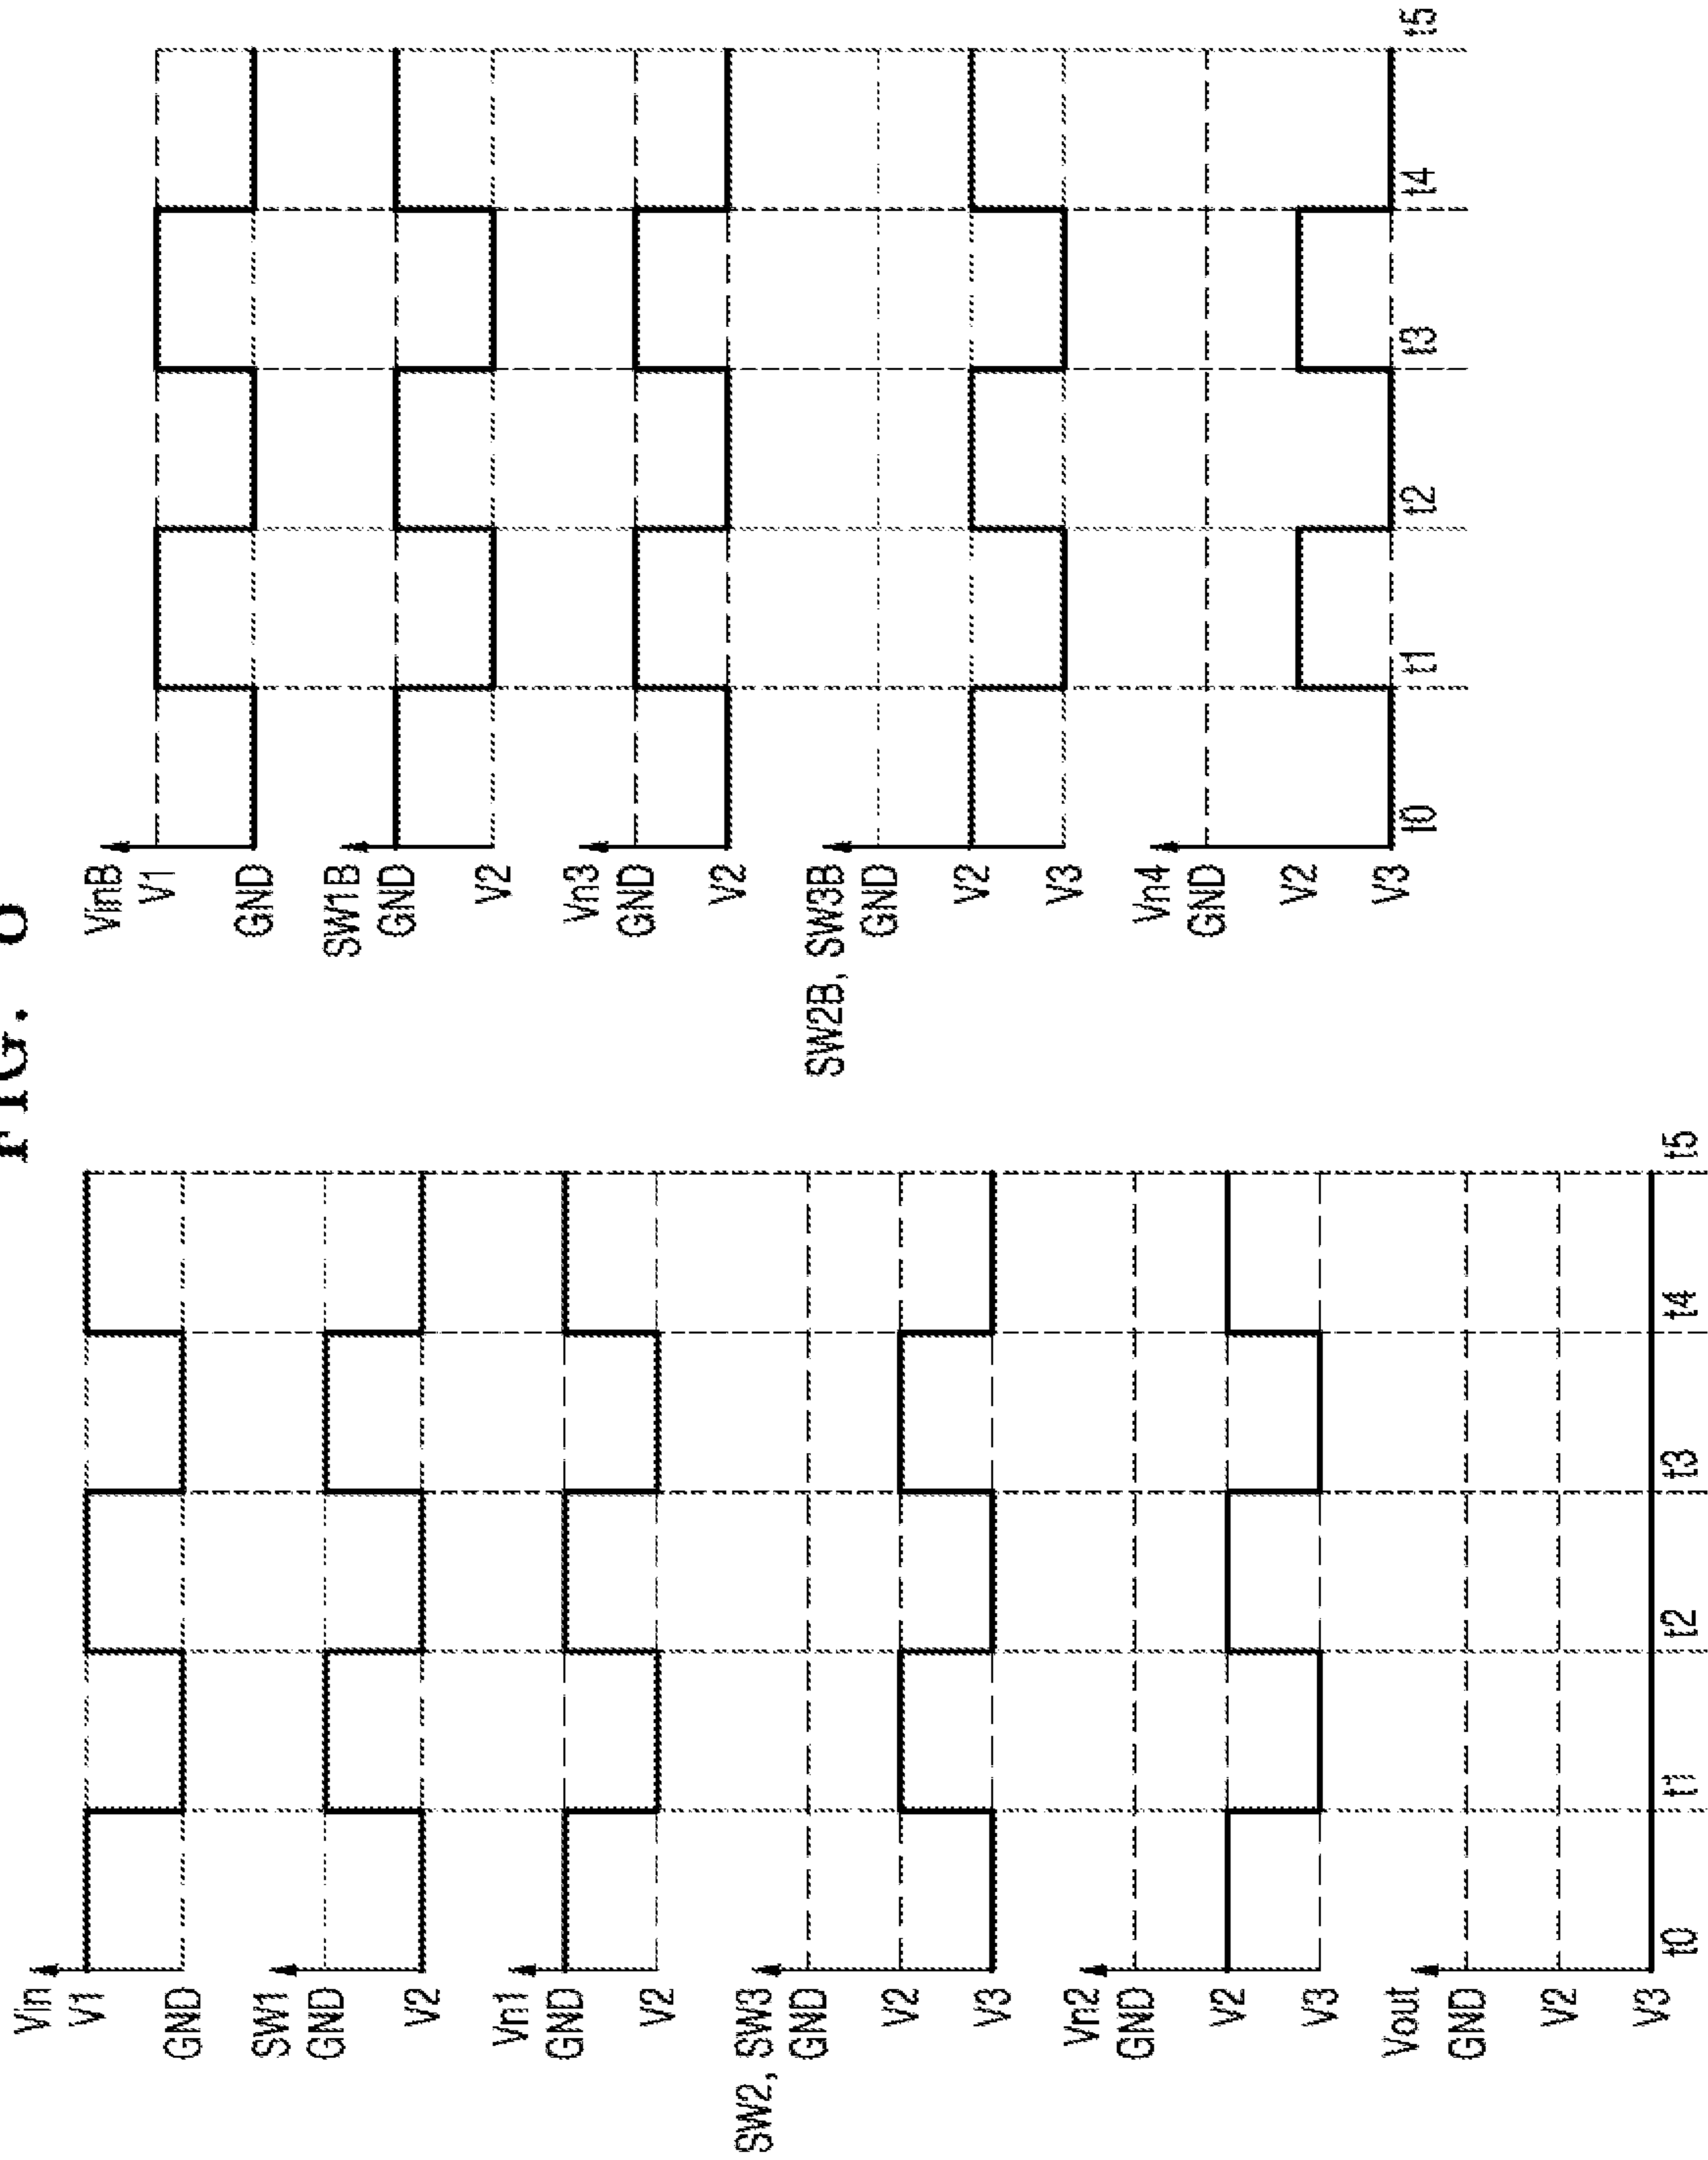 FIG.
Vin
V1
GND
SW1
GND
V2
Vn1
GND
V2
SW2, SW3
GND
V2
V3
Vn2
GND
V2
V3
Vout
GND
V2
V3
t0 t1 t2 t3 t4 t5
VinB
V1
GND
SW1B
GND
V2
Vn3
GND
V2
SW2B, SW3B
GND
V2
V3
Vn4
GND
V2
V3
t0 t1 t2 t3 t4 t5